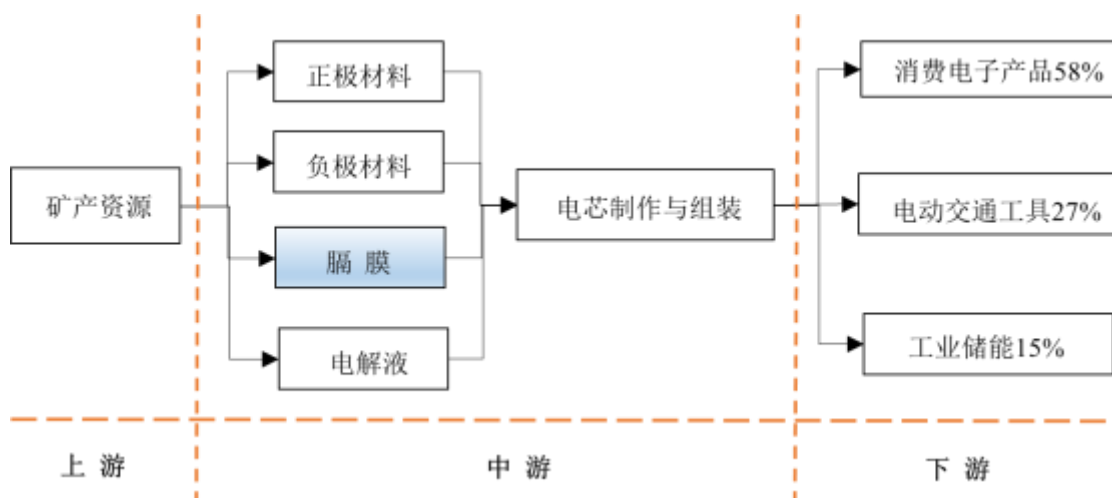 矿产资源
正极材料
负极材料
膈 膜
电解液
电芯制作与组装
消费电子产品58%
电动交通工具27%
工业储能15%
上 游
中 游
下 游